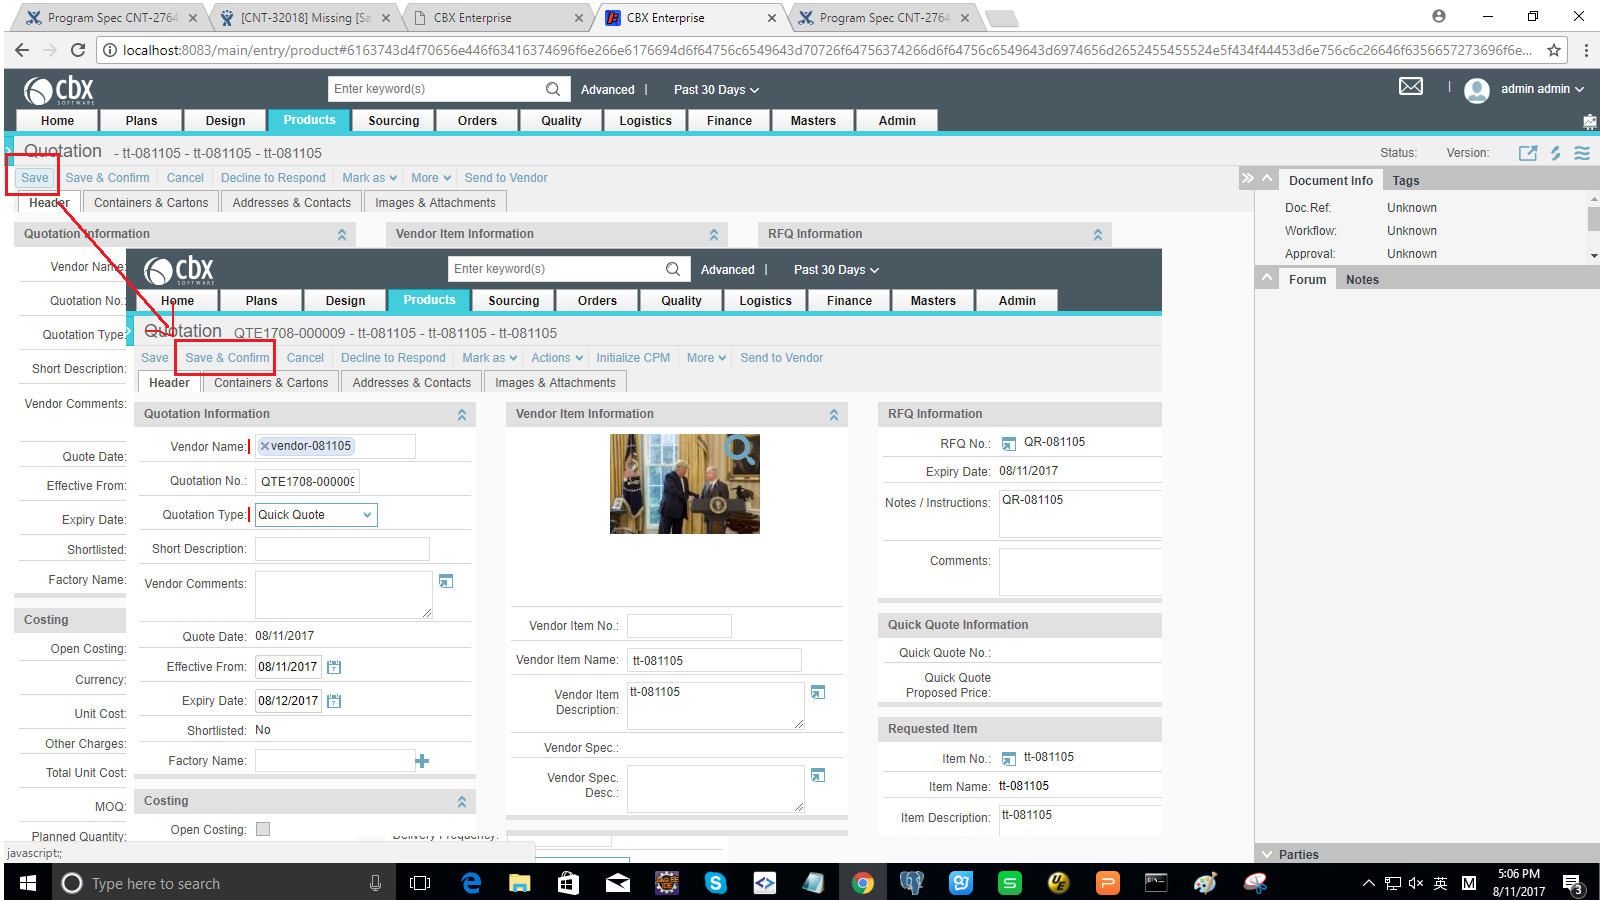 Program Spec CNT-2764
[CNT-32018] Missing [Sa
CBX Enterprise
CBX Enterprise
Program Spec CNT-2764
cbx
SOFTWARE
Enter keyword(s)
Advanced
Past 30 Days
admin admin
Home
Plans
Design
Products
Sourcing
Orders
Quality
Logistics
Finance
Masters
Admin
Quotation - tt-081105 - tt-081105 - tt-081105
Status:
Version:
Save
Save & Confirm
Cancel
Decline to Respond
Mark as
More
Send to Vendor
Header
Containers & Cartons
Addresses & Contacts
Images & Attachments
Document Info
Tags
Doc.Ref: Unknown
Workflow: Unknown
Approval: Unknown
Forum
Notes
Parties
Quotation Information
Vendor Item Information
RFQ Information
Vendor Name:
Quotation No.:
Quotation Type:
Short Description:
Vendor Comments:
Quote Date:
Effective From:
Expiry Date:
Shortlisted:
Factory Name:
Costing
Open Costing:
Currency:
Unit Cost:
Other Charges:
Total Unit Cost:
MOQ:
Planned Quantity:
cbx
SOFTWARE
Enter keyword(s)
Advanced
Past 30 Days
Home
Plans
Design
Products
Sourcing
Orders
Quality
Logistics
Finance
Masters
Admin
Quotation QTE1708-000009 - tt-081105 - tt-081105 - tt-081105
Save
Save & Confirm
Cancel
Decline to Respond
Mark as
Actions
Initialize CPM
More
Send to Vendor
Header
Containers & Cartons
Addresses & Contacts
Images & Attachments
Quotation Information
Vendor Name: vendor-081105
Quotation No.: QTE1708-000009
Quotation Type: Quick Quote
Short Description:
Vendor Comments:
Quote Date: 08/11/2017
Effective From: 08/11/2017
Expiry Date: 08/12/2017
Shortlisted: No
Factory Name:
Costing
Open Costing:
Vendor Item Information
Vendor Item No.:
Vendor Item Name: tt-081105
Vendor Item
Description: tt-081105
Vendor Spec.:
Vendor Spec.
Desc.:
Delivery Frequency:
RFQ Information
RFQ No.: QR-081105
Expiry Date: 08/11/2017
Notes / Instructions: QR-081105
Comments:
Quick Quote Information
Quick Quote No.:
Quick Quote
Proposed Price:
Requested Item
Item No.: tt-081105
Item Name: tt-081105
Item Description: tt-081105
javascript:;
Type here to search
英
M
5:06 PM
8/11/2017
3